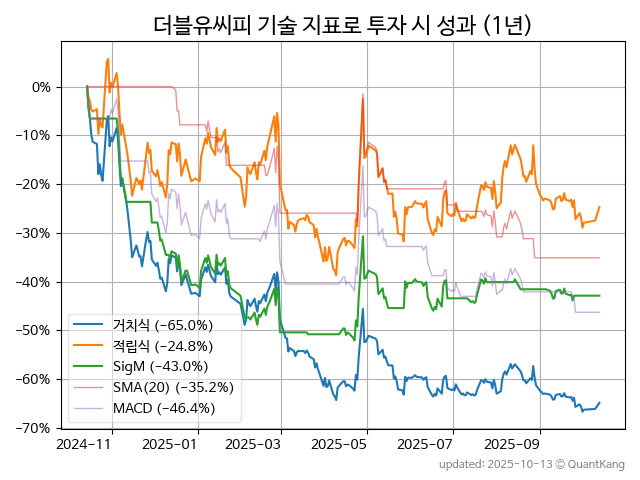 더블유씨피 기술 지표로 투자 시 성과 (1년)
0%
−10%
−20%
−30%
−40%
−50%
−60%
−70%
거치식 (−65.0%)
적립식 (−24.8%)
SigM (−43.0%)
SMA(20) (−35.2%)
MACD (−46.4%)
2024-11 2025-01 2025-03 2025-05 2025-07 2025-09
updated: 2025-10-13 ⓒ QuantKang